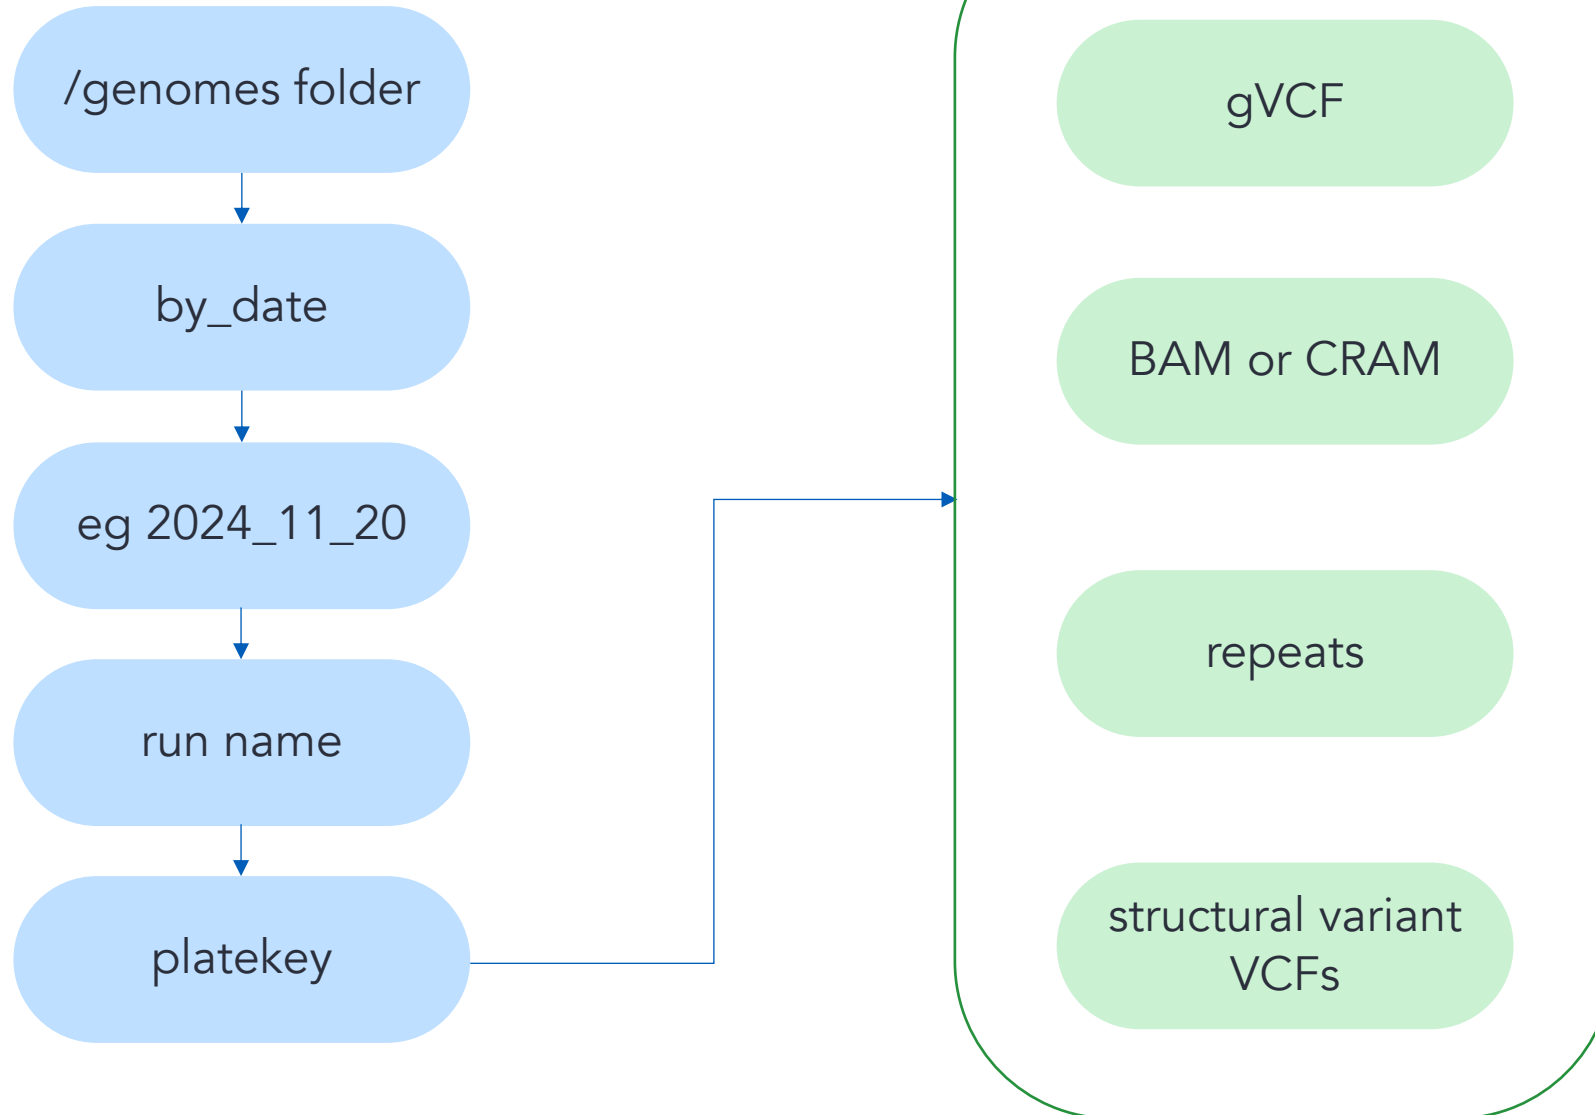 /genomes folder
by_date
eg 2024_11_20
run name
platekey
gVCF
BAM or CRAM
repeats
structural variant
VCFs